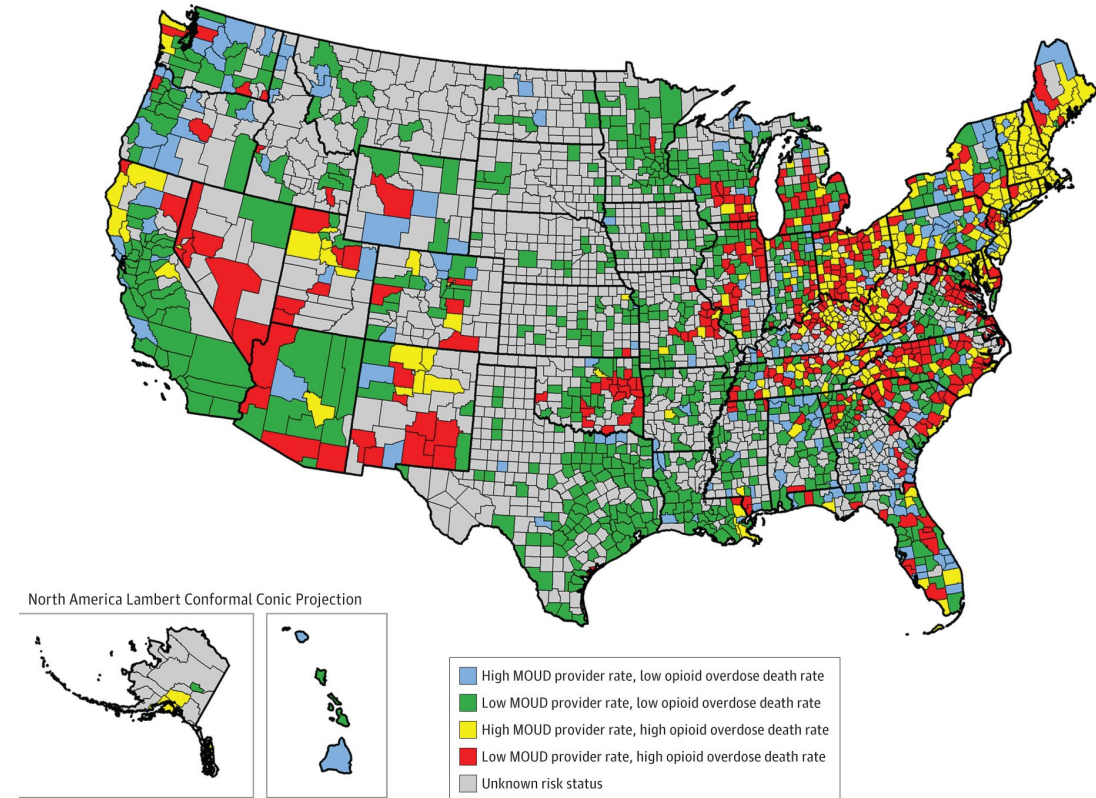 North America Lambert Conformal Conic Projection
High MOUD provider rate, low opioid overdose death rate
Low MOUD provider rate, low opioid overdose death rate
High MOUD provider rate, high opioid overdose death rate
Low MOUD provider rate, high opioid overdose death rate
Unknown risk status